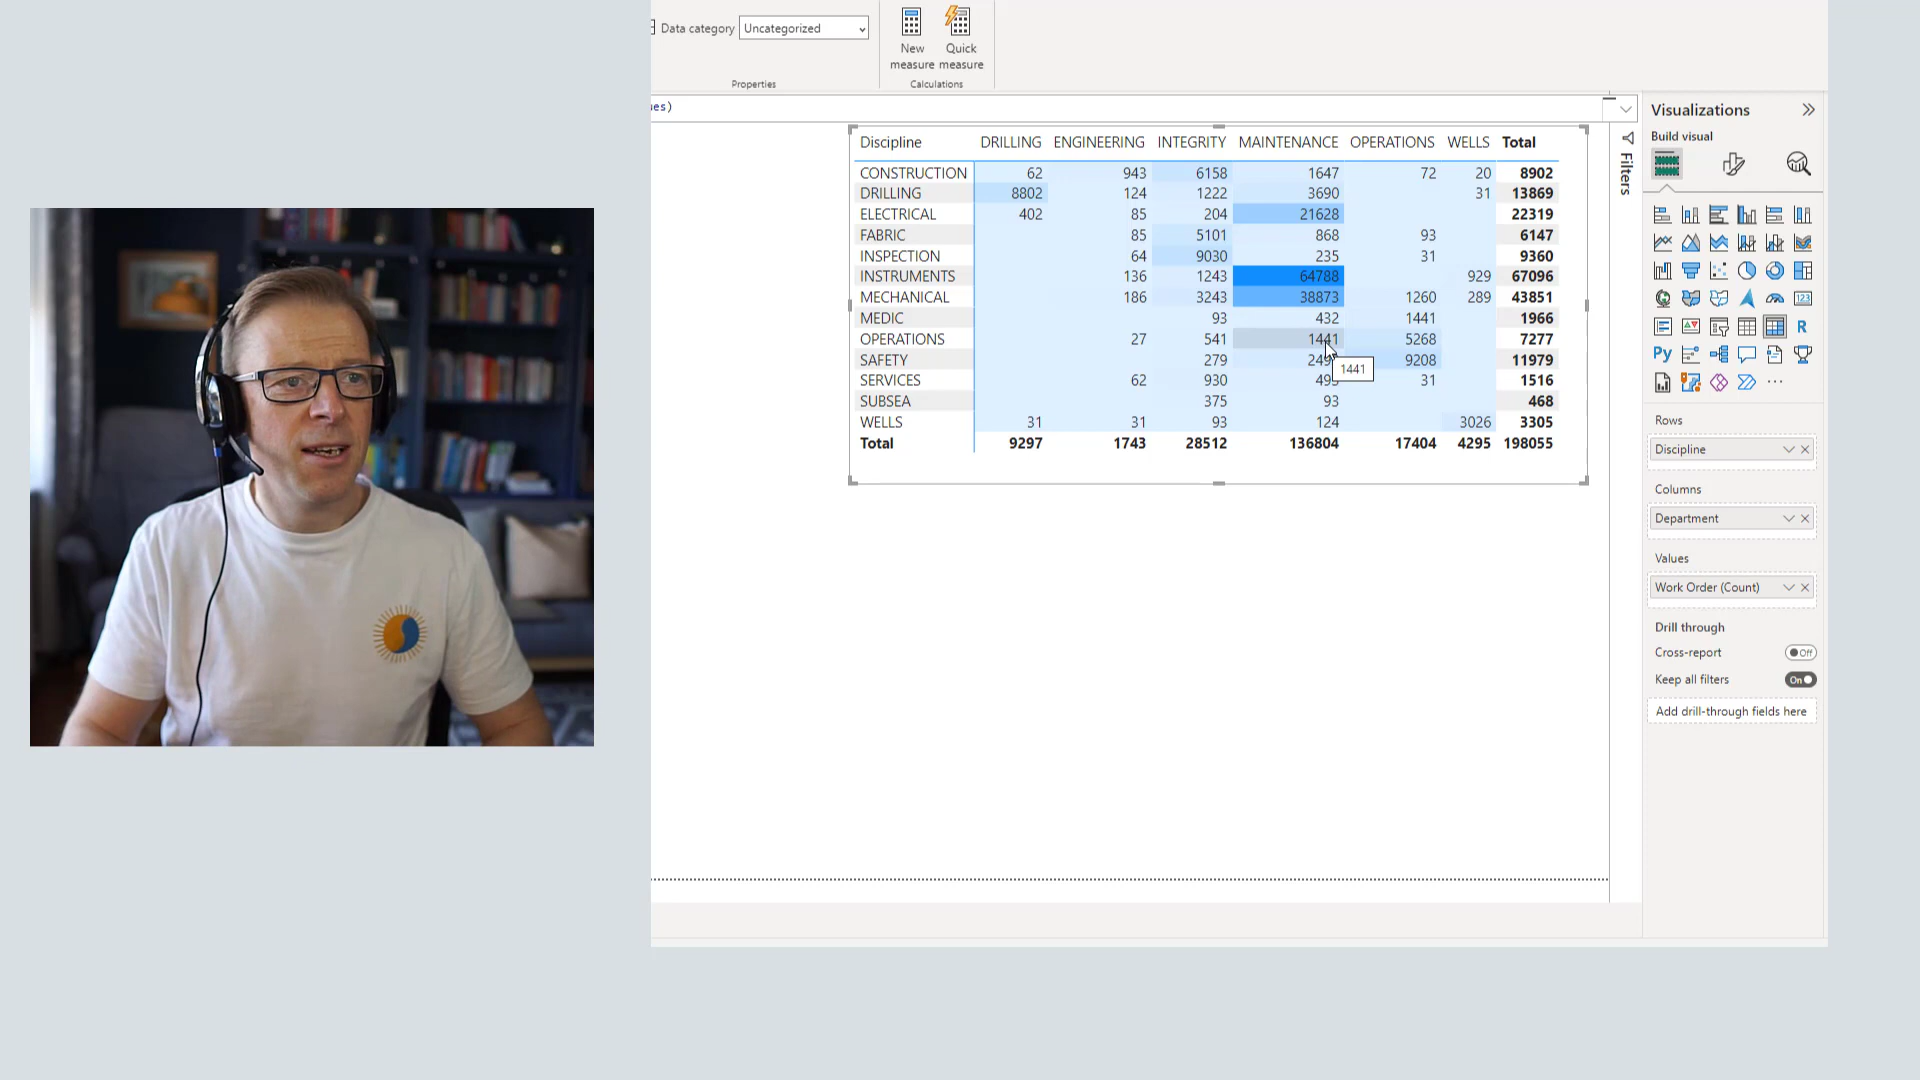 Data category Uncategorized
New measure
Quick measure
Properties
Calculations
ues)
Discipline DRILLING ENGINEERING INTEGRITY MAINTENANCE OPERATIONS WELLS Total
CONSTRUCTION 62 943 6158 1647 72 20 8902
DRILLING 8802 124 1222 3690 31 13869
ELECTRICAL 402 85 204 21628 22319
FABRIC 85 5101 868 93 6147
INSPECTION 64 9030 235 31 9360
INSTRUMENTS 136 1243 64788 929 67096
MECHANICAL 186 3243 38873 1260 289 43851
MEDIC 93 432 1441 1966
OPERATIONS 27 541 1441 5268 7277
SAFETY 279 9208 11979
1441
SERVICES 62 930 31 1516
SUBSEA 375 93 468
WELLS 31 31 93 124 3026 3305
Total 9297 1743 28512 136804 17404 4295 198055
Filters
Visualizations
Build visual
123
R
Py
Rows
Discipline
Columns
Department
Values
Work Order (Count)
Drill through
Cross-report Off
Keep all filters On
Add drill-through fields here